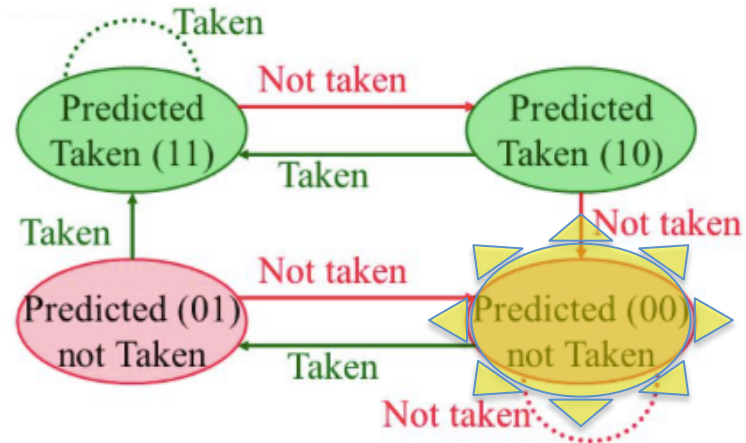 Taken
Not taken
Predicted
Taken (11)
Predicted
Taken (10)
Taken
Taken
Not taken
Not taken
Predicted (01)
not Taken
Predicted (00)
not Taken
Taken
Not taken